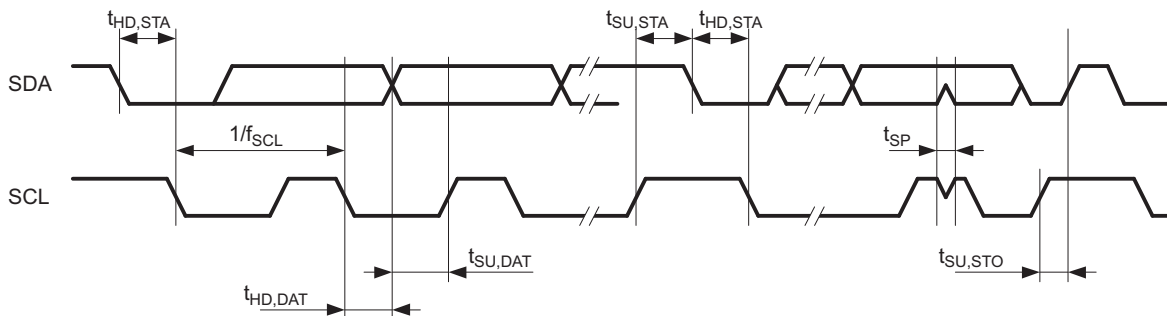 tHD,STA
tSU,STA
tHD,STA
SDA
1/fSCL
tSP
SCL
tSU,DAT
tSU,STO
tHD,DAT